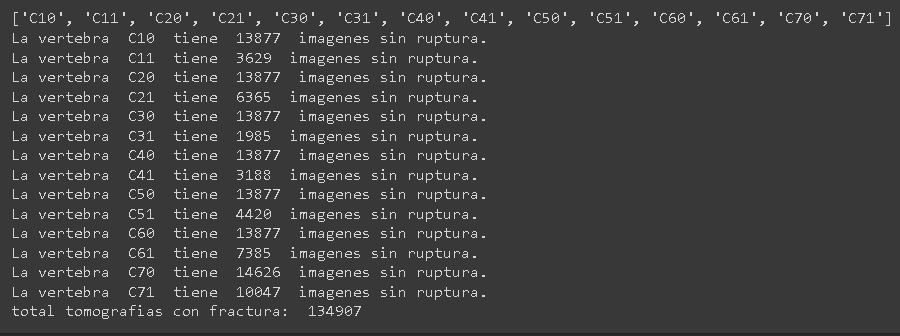 ['C10', 'C11', 'C20', 'C21', 'C30', 'C31', 'C40', 'C41', 'C50', 'C51', 'C60', 'C61', 'C70', 'C71']
La vertebra  C10  tiene  13877  imagenes sin ruptura.
La vertebra  C11  tiene  3629  imagenes sin ruptura.
La vertebra  C20  tiene  13877  imagenes sin ruptura.
La vertebra  C21  tiene  6365  imagenes sin ruptura.
La vertebra  C30  tiene  13877  imagenes sin ruptura.
La vertebra  C31  tiene  1985  imagenes sin ruptura.
La vertebra  C40  tiene  13877  imagenes sin ruptura.
La vertebra  C41  tiene  3188  imagenes sin ruptura.
La vertebra  C50  tiene  13877  imagenes sin ruptura.
La vertebra  C51  tiene  4420  imagenes sin ruptura.
La vertebra  C60  tiene  13877  imagenes sin ruptura.
La vertebra  C61  tiene  7385  imagenes sin ruptura.
La vertebra  C70  tiene  14626  imagenes sin ruptura.
La vertebra  C71  tiene  10047  imagenes sin ruptura.
total tomografias con fractura:  134907